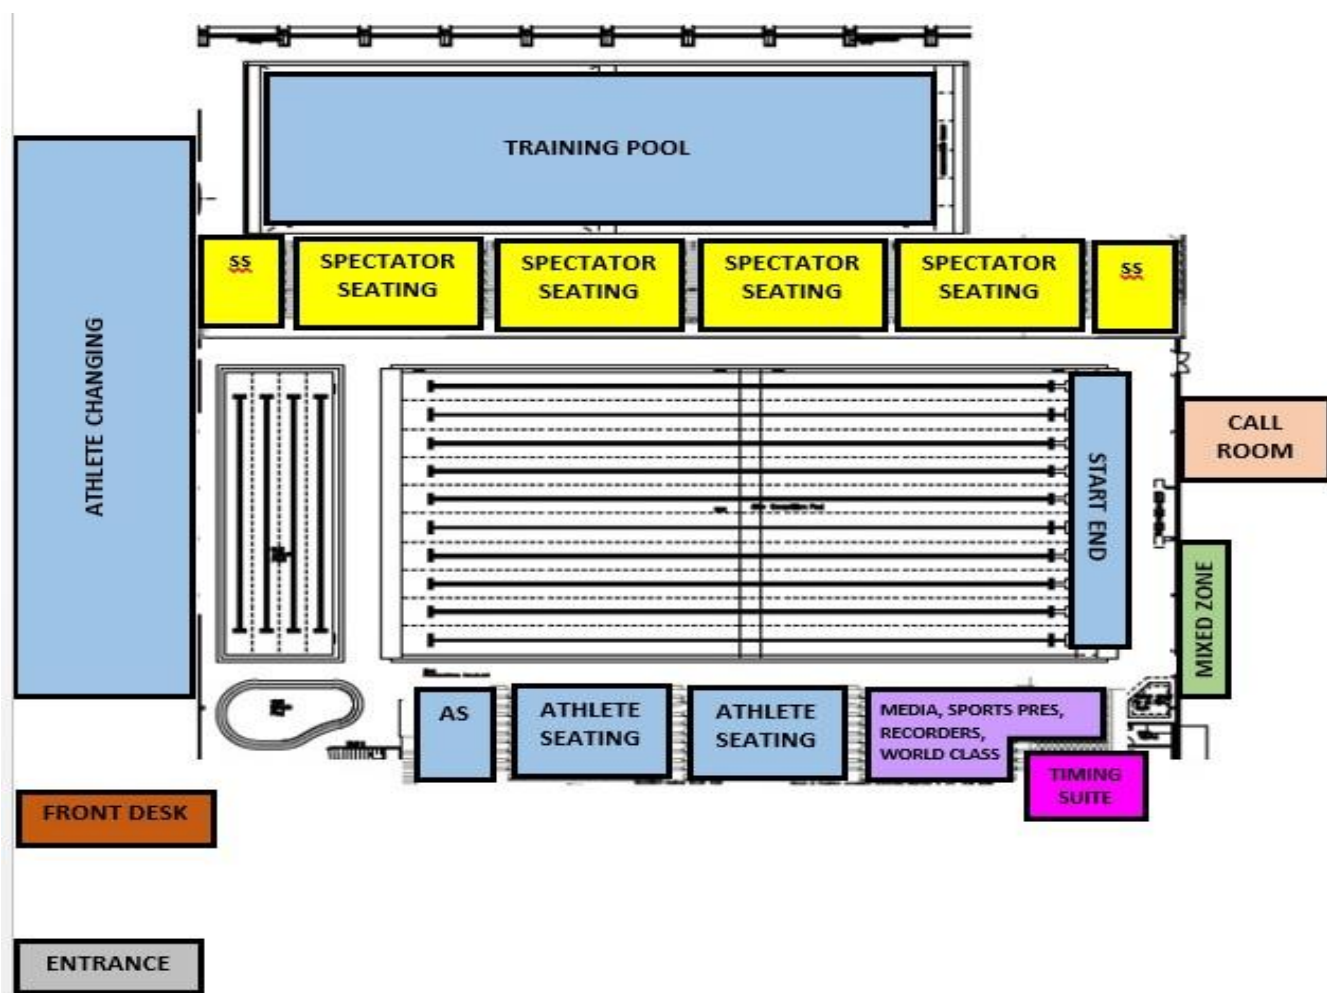 TRAINING POOL
SS
SPECTATOR
SEATING
SPECTATOR
SEATING
SPECTATOR
SEATING
SPECTATOR
SEATING
SS
ATHLETE CHANGING
CALL
ROOM
START END
MIXED ZONE
AS
ATHLETE
SEATING
ATHLETE
SEATING
MEDIA, SPORTS PRES,
RECORDERS,
WORLD CLASS
TIMING
SUITE
FRONT DESK
ENTRANCE